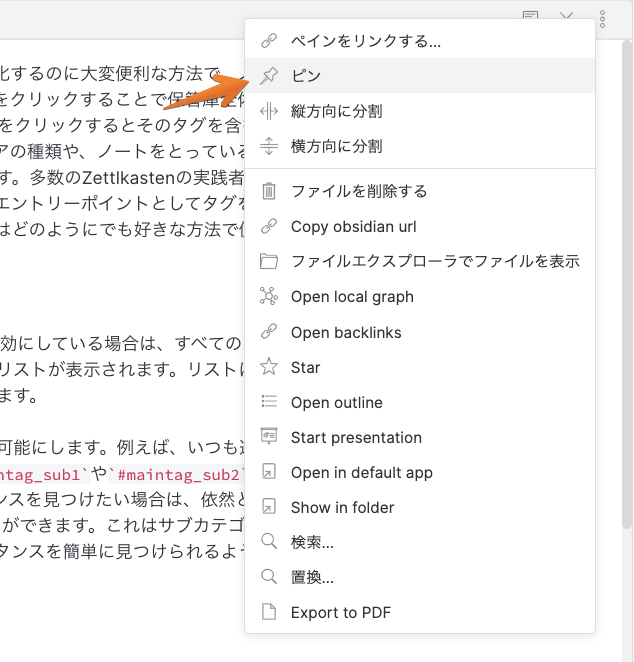 化するのに大変便利な方法で、
をクリックすることで保管庫全体
をクリックするとそのタグを含
アの種類や、ノートをとっている
す。多数のZettlkastenの実践者
エントリーポイントとしてタグを
はどのようにでも好きな方法で
効にしている場合は、すべての
リストが表示されます。リストに
ます。
可能にします。例えば、いつも
ntag_sub1`や`#maintag_sub2`
ンスを見つけたい場合は、依然と
ができます。これはサブカテゴ
タンスを簡単に見つけられるよ
ペインをリンクする...
ピン
縦方向に分割
横方向に分割
ファイルを削除する
Copy obsidian url
ファイルエクスプローラでファイルを表示
Open local graph
Open backlinks
Star
Open outline
Start presentation
Open in default app
Show in folder
検索...
置換...
Export to PDF